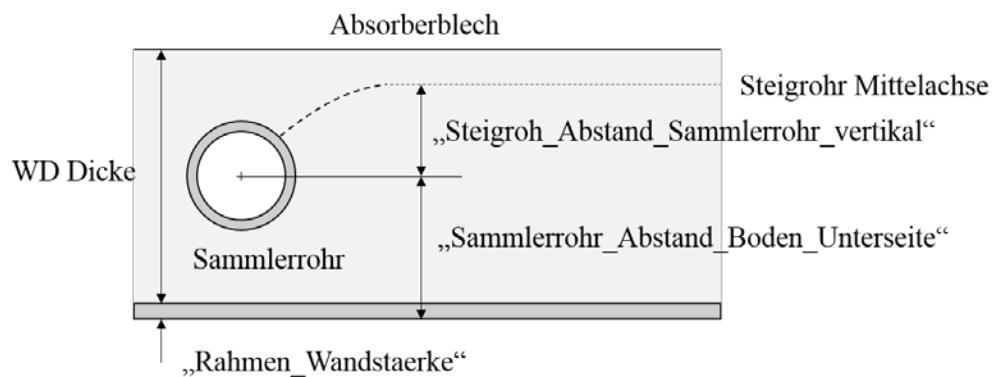 Absorberblech
Steigrohr Mittelachse
„Steigroh_Abstand_Sammlerrohr_vertikal“
WD Dicke
„Sammlerrohr_Abstand_Boden_Unterseite“
Sammlerrohr
„Rahmen_Wandstaerke“